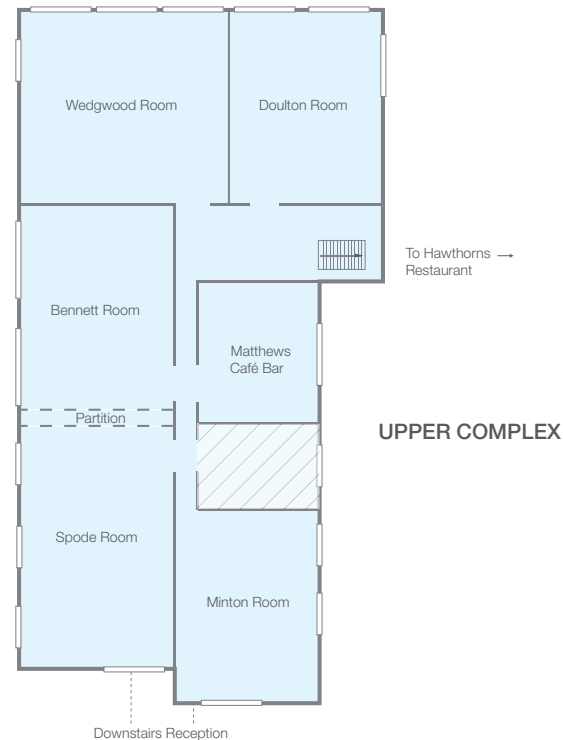 Wedgwood Room
Doulton Room
To Hawthorns →
Restaurant
Bennett Room
Matthews
Café Bar
Partition
UPPER COMPLEX
Spode Room
Minton Room
Downstairs Reception